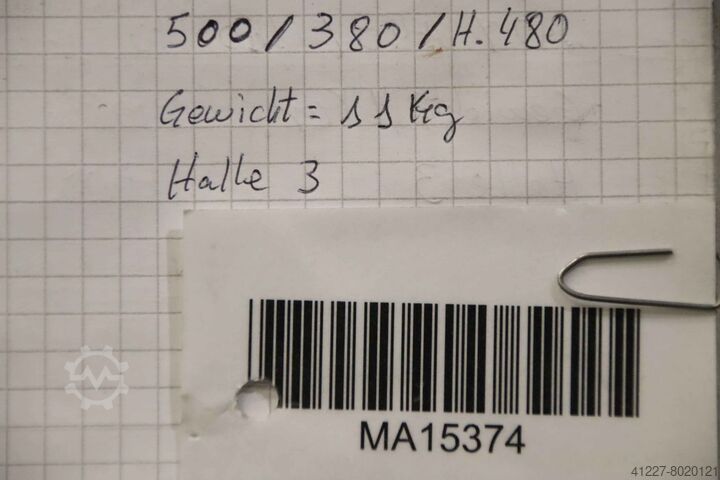 500/380/H.480
Gewicht = 11 Kg
Halle 3
MA15374
41227-8020121